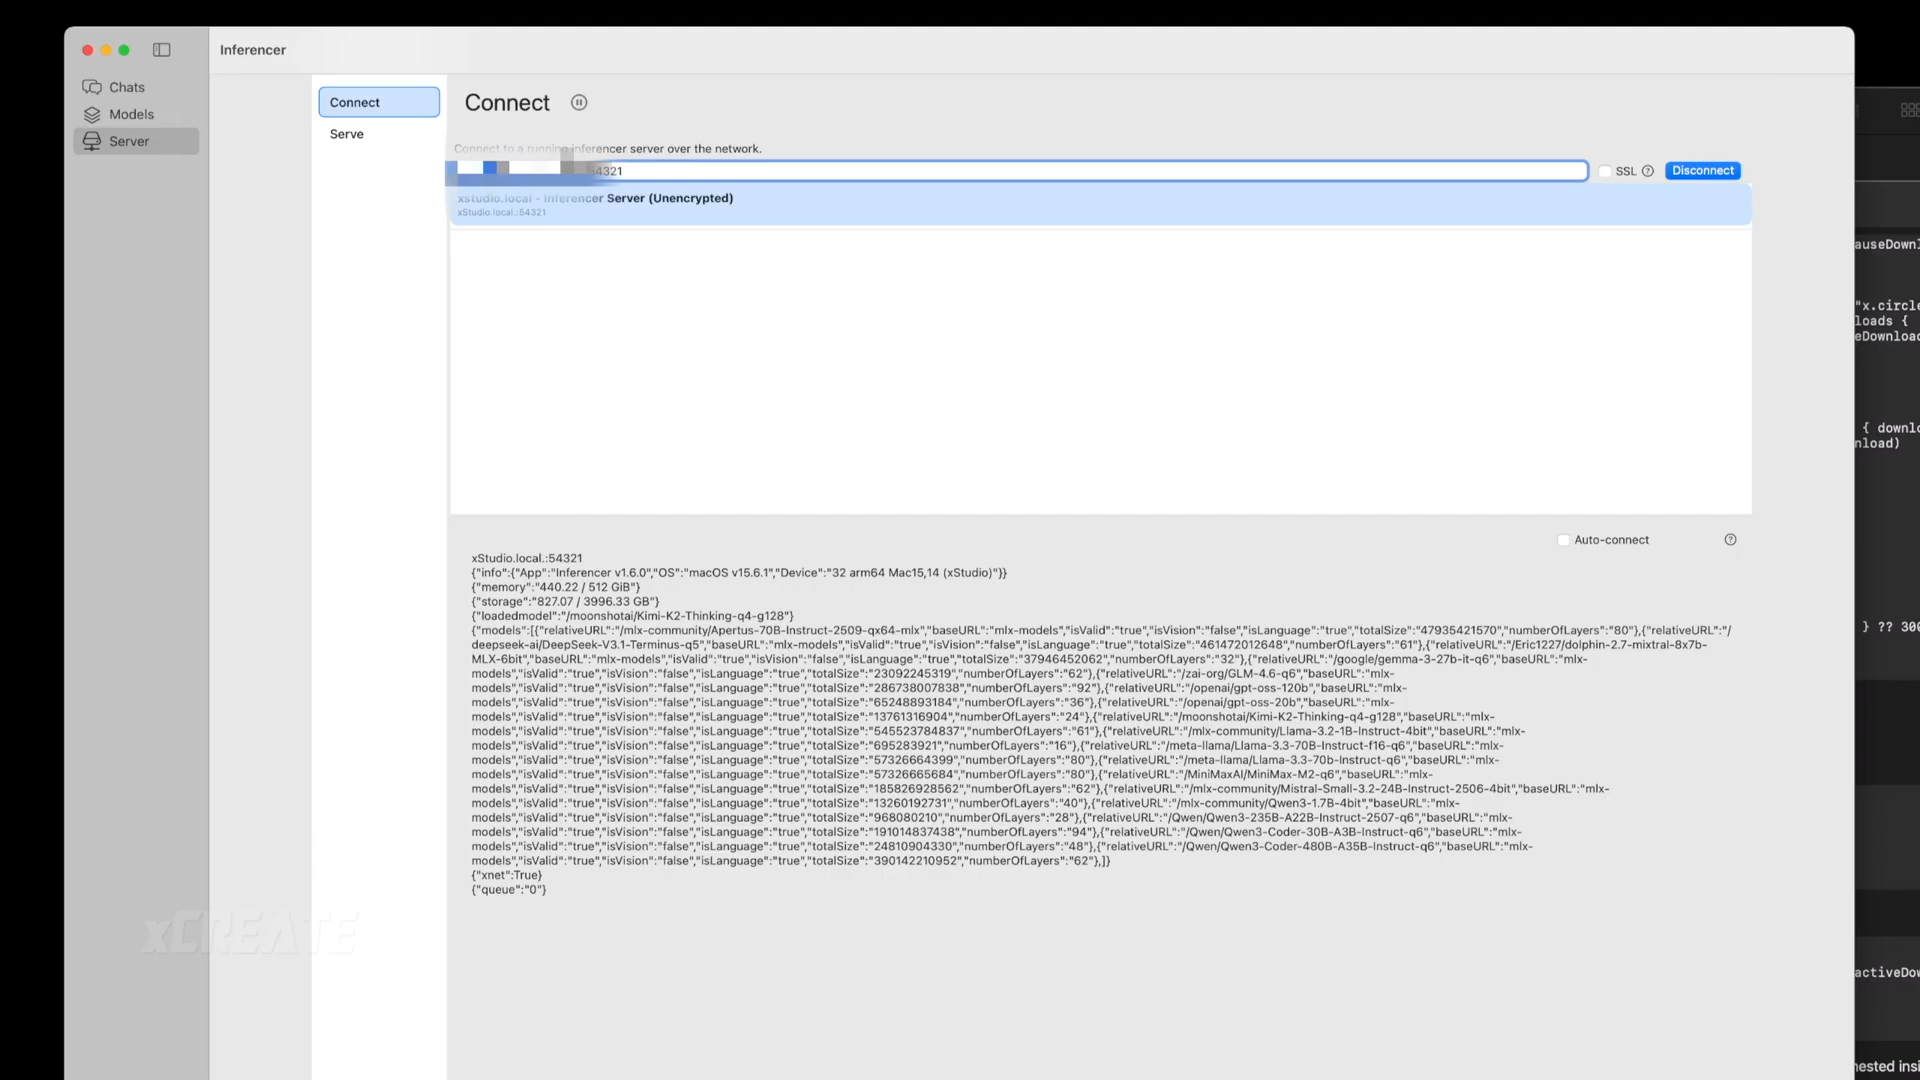 Inferencer
Chats
Models
Server
Connect
Serve
Connect
Connect to a running inferencer server over the network.
54321
SSL
Disconnect
xstudio.local - Inferencer Server (Unencrypted)
xStudio.local.:54321
Auto-connect
xStudio.local.:54321
{"info":{"App":"Inferencer v1.6.0","OS":"macOS v15.6.1","Device":"32 arm64 Mac15,14 (xStudio)"}}
{"memory":"440.22 / 512 GiB"}
{"storage":"827.07 / 3996.33 GB"}
{"loadedmodel":"/moonshotai/Kimi-K2-Thinking-q4-g128"}
{"models":[{"relativeURL":"/mlx-community/Apertus-70B-Instruct-2509-qx64-mlx","baseURL":"mlx-models","isValid":"true","isVision":"false","isLanguage":"true","totalSize":"47935421570","numberOfLayers":"80"},{"relativeURL":"/
deepseek-ai/DeepSeek-V3.1-Terminus-q5","baseURL":"mlx-models","isValid":"true","isVision":"false","isLanguage":"true","totalSize":"461472012648","numberOfLayers":"61"},{"relativeURL":"/Eric1227/dolphin-2.7-mixtral-8x7b-
MLX-6bit","baseURL":"mlx-models","isValid":"true","isVision":"false","isLanguage":"true","totalSize":"37946452062","numberOfLayers":"32"},{"relativeURL":"/google/gemma-3-27b-it-q6","baseURL":"mlx-
models","isValid":"true","isVision":"false","isLanguage":"true","totalSize":"23092245319","numberOfLayers":"62"},{"relativeURL":"/zai-org/GLM-4.6-q6","baseURL":"mlx-
models","isValid":"true","isVision":"false","isLanguage":"true","totalSize":"286738007838","numberOfLayers":"92"},{"relativeURL":"/openai/gpt-oss-120b","baseURL":"mlx-
models","isValid":"true","isVision":"false","isLanguage":"true","totalSize":"65248893184","numberOfLayers":"36"},{"relativeURL":"/openai/gpt-oss-20b","baseURL":"mlx-
models","isValid":"true","isVision":"false","isLanguage":"true","totalSize":"13761316904","numberOfLayers":"24"},{"relativeURL":"/moonshotai/Kimi-K2-Thinking-q4-g128","baseURL":"mlx-
models","isValid":"true","isVision":"false","isLanguage":"true","totalSize":"545523784837","numberOfLayers":"61"},{"relativeURL":"/mlx-community/Llama-3.2-1B-Instruct-4bit","baseURL":"mlx-
models","isValid":"true","isVision":"false","isLanguage":"true","totalSize":"695283921","numberOfLayers":"16"},{"relativeURL":"/meta-llama/Llama-3.3-70B-Instruct-f16-q6","baseURL":"mlx-
models","isValid":"true","isVision":"false","isLanguage":"true","totalSize":"57326664399","numberOfLayers":"80"},{"relativeURL":"/meta-llama/Llama-3.3-70b-Instruct-q6","baseURL":"mlx-
models","isValid":"true","isVision":"false","isLanguage":"true","totalSize":"57326665684","numberOfLayers":"80"},{"relativeURL":"/MiniMaxAI/MiniMax-M2-q6","baseURL":"mlx-
models","isValid":"true","isVision":"false","isLanguage":"true","totalSize":"185826928562","numberOfLayers":"62"},{"relativeURL":"/mlx-community/Mistral-Small-3.2-24B-Instruct-2506-4bit","baseURL":"mlx-
models","isValid":"true","isVision":"false","isLanguage":"true","totalSize":"13260192731","numberOfLayers":"40"},{"relativeURL":"/mlx-community/Qwen3-1.7B-4bit","baseURL":"mlx-
models","isValid":"true","isVision":"false","isLanguage":"true","totalSize":"968080210","numberOfLayers":"28"},{"relativeURL":"/Qwen/Qwen3-235B-A22B-Instruct-2507-q6","baseURL":"mlx-
models","isValid":"true","isVision":"false","isLanguage":"true","totalSize":"191014837438","numberOfLayers":"94"},{"relativeURL":"/Qwen/Qwen3-Coder-30B-A3B-Instruct-q6","baseURL":"mlx-
models","isValid":"true","isVision":"false","isLanguage":"true","totalSize":"24810904330","numberOfLayers":"48"},{"relativeURL":"/Qwen/Qwen3-Coder-480B-A35B-Instruct-q6","baseURL":"mlx-
models","isValid":"true","isVision":"false","isLanguage":"true","totalSize":"390142210952","numberOfLayers":"62"},]}
{"xnet":True}
{"queue":"0"}
xCREATE
auseDownl
"x.circle
loads {
eDownload
{ downlo
nload)
} ?? 300
activeDow
nested insi